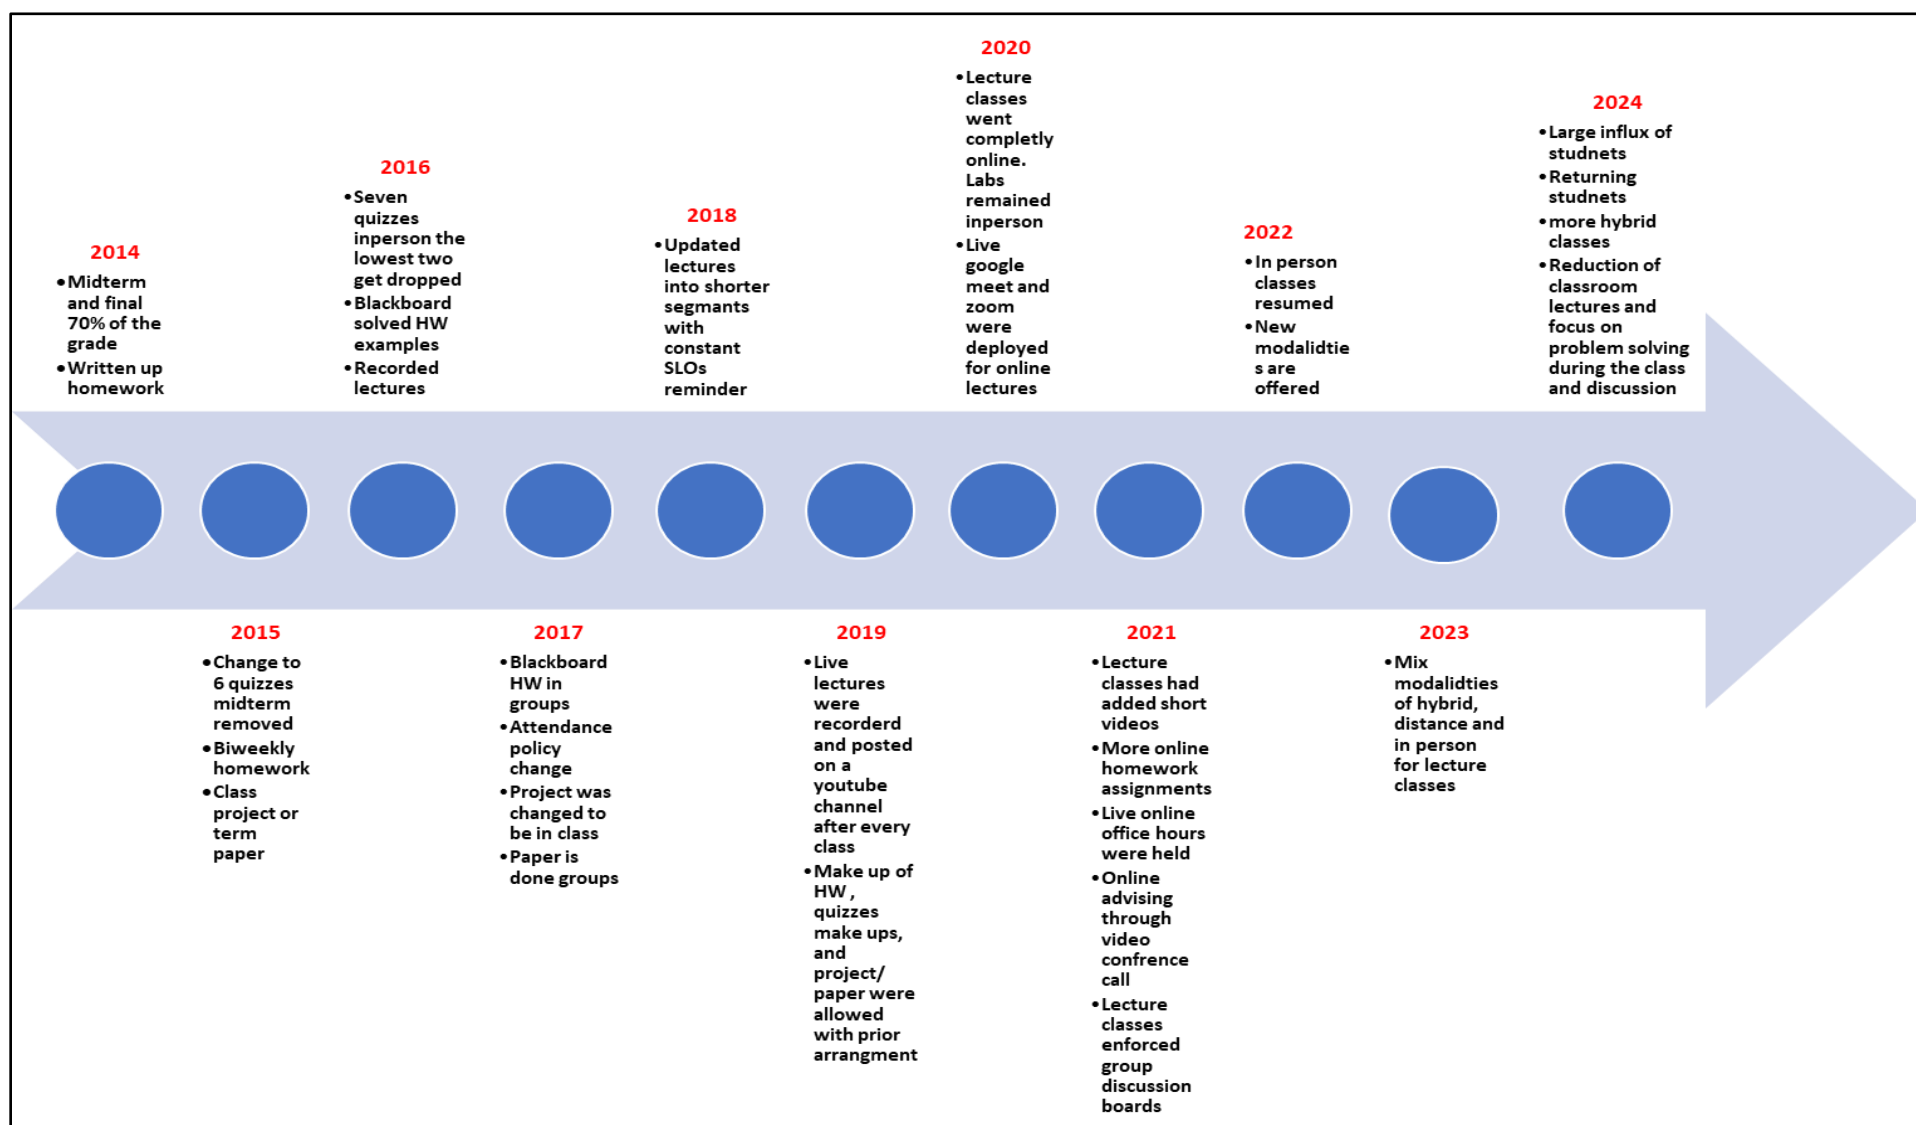 2014
•Midterm
and final
70% of the
grade
•Written up
homework
2016
•Seven
quizzes
inperson the
lowest two
get dropped
•Blackboard
solved HW
examples
•Recorded
lectures
2018
•Updated
lectures
into shorter
segmants
with
constant
SLOs
reminder
2020
•Lecture
classes
went
completly
online.
Labs
remained
inperson
•Live
google
meet and
zoom
were
deployed
for online
lectures
2022
•In person
classes
resumed
•New
modalidtie
s are
offered
2024
•Large influx of
studnets
•Returning
studnets
•more hybrid
classes
•Reduction of
classroom
lectures and
focus on
problem solving
during the class
and discussion
2015
•Change to
6 quizzes
midterm
removed
•Biweekly
homework
•Class
project or
term
paper
2017
•Blackboard
HW in
groups
•Attendance
policy
change
•Project was
changed to
be in class
•Paper is
done groups
2019
•Live
lectures
were
recorderd
and posted
on a
youtube
channel
after every
class
•Make up of
HW ,
quizzes
make ups,
and
project/
paper were
allowed
with prior
arrangment
2021
•Lecture
classes had
added short
videos
•More online
homework
assignments
•Live online
office hours
were held
•Online
advising
through
video
confrence
call
•Lecture
classes
enforced
group
discussion
boards
2023
•Mix
modalidties
of hybrid,
distance and
in person
for lecture
classes